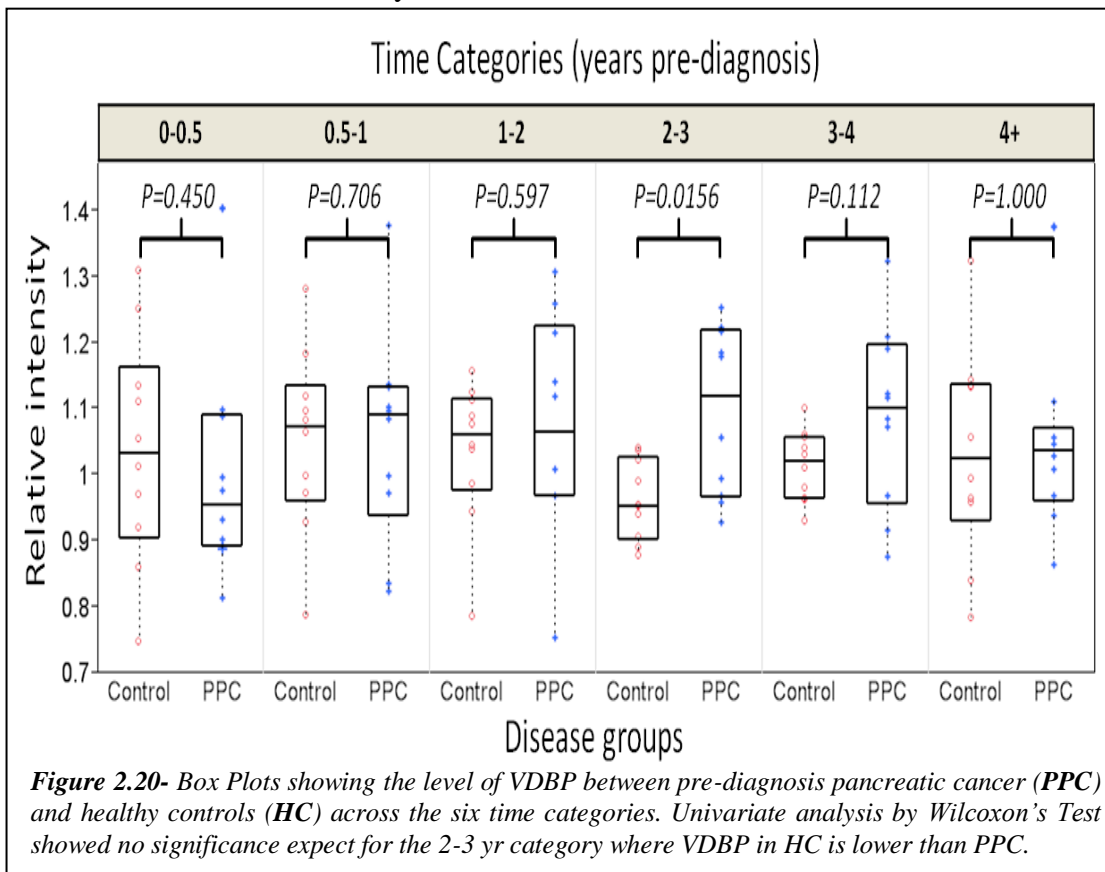 Time Categories (years pre-diagnosis)
0-0.5 0.5-1 1-2 2-3 3-4 4+
P=0.450 P=0.706 P=0.597 P=0.0156 P=0.112 P=1.000
1.4
1.3
1.2
1.1
1
0.9
0.8
0.7
Relative intensity
Control PPC Control PPC Control PPC Control PPC Control PPC Control PPC
Disease groups
Figure 2.20- Box Plots showing the level of VDBP between pre-diagnosis pancreatic cancer (PPC)
and healthy controls (HC) across the six time categories. Univariate analysis by Wilcoxon's Test
showed no significance expect for the 2-3 yr category where VDBP in HC is lower than PPC.